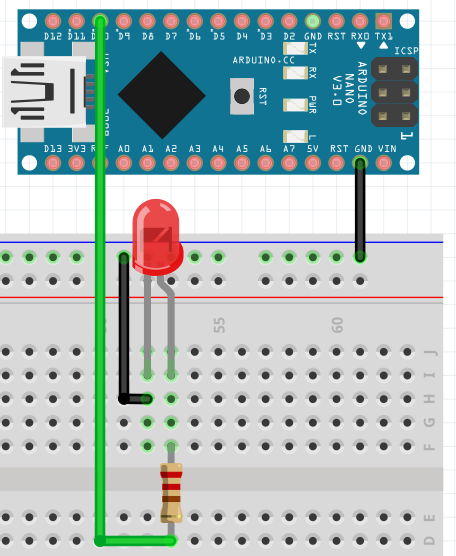 D12 D11 D10 D9 D8 D7 D6 D5 D4 D3 D2 GND RST RX0 TX1
TX
ICSP
ARDUINO.CC
RX
ARDUINO
NANO
V3.0
RST
PWR
L
1
D13 3V3 REF A0 A1 A2 A3 A4 A5 A6 A7 5V RST GND VIN
55
60
J
I
H
G
F
E
D